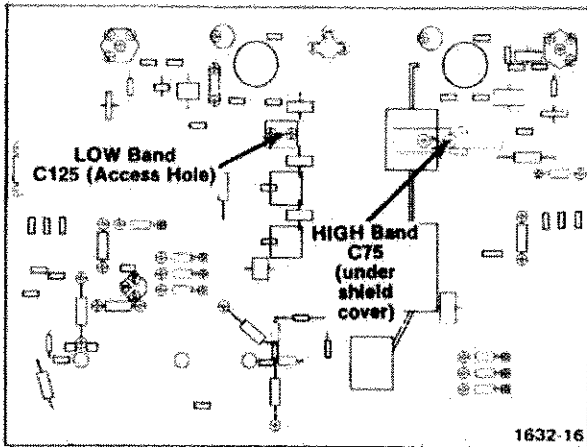 LOW Band
C125 (Access Hole)
HIGH Band
C75
(under
shield
cover)
1632-16